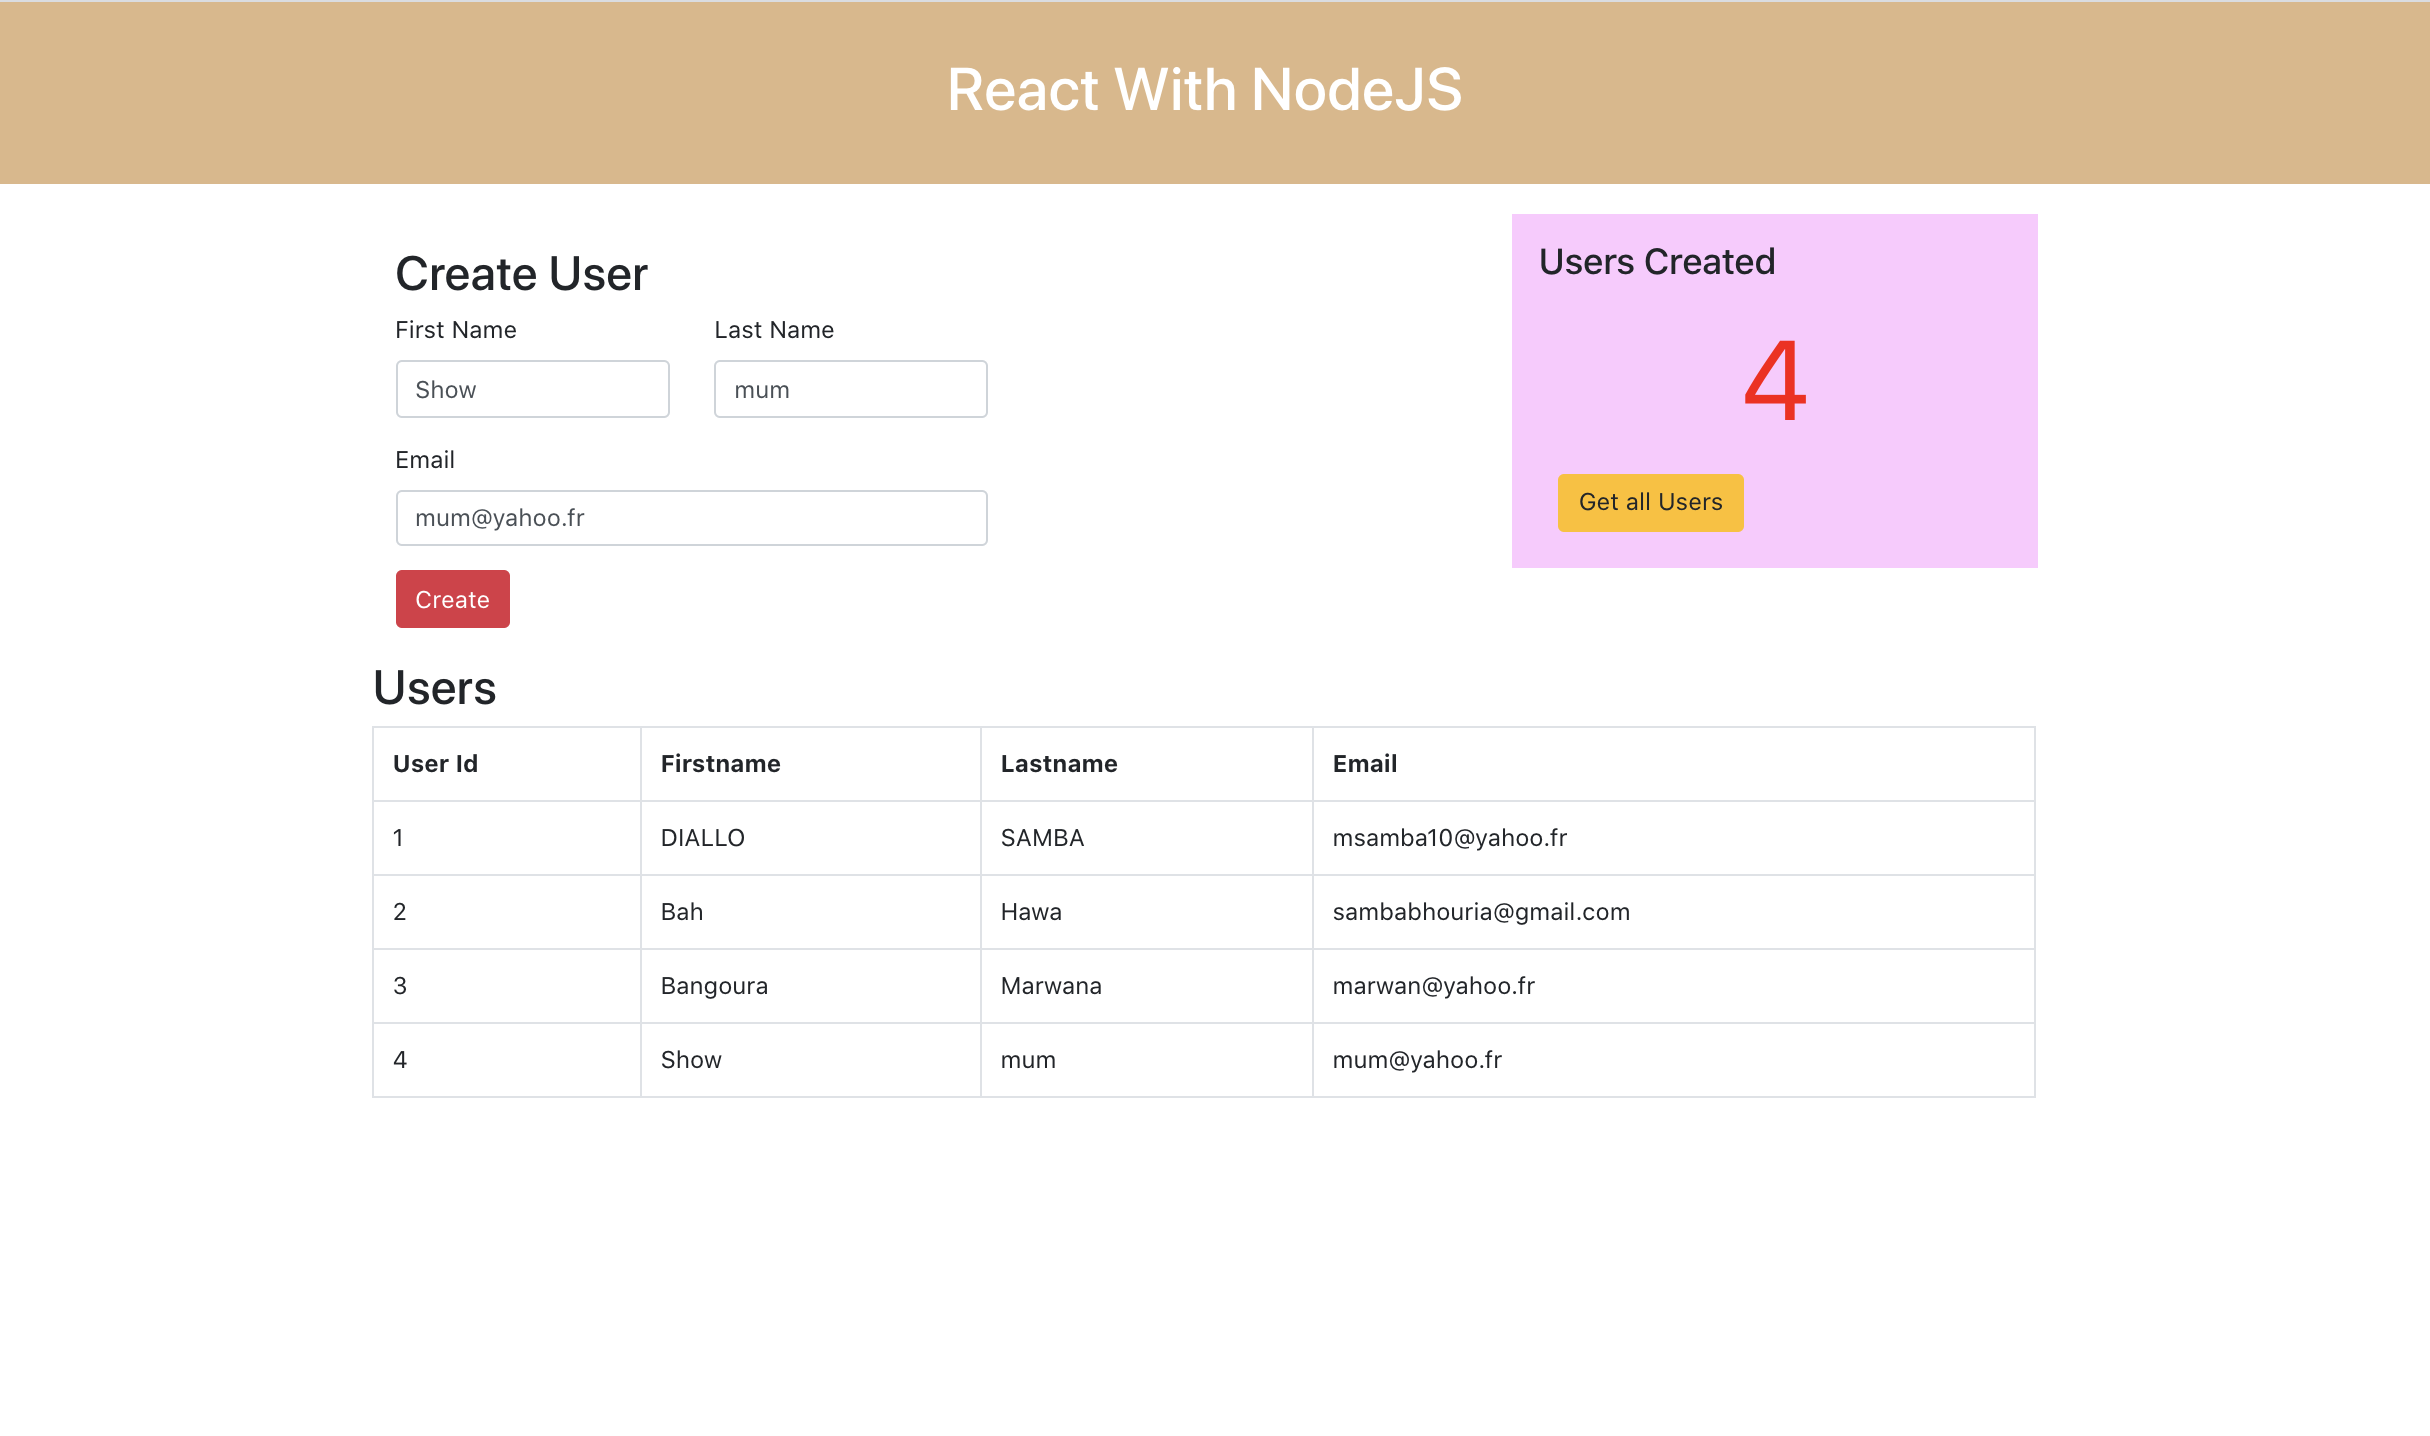 React With NodeJS
Create User
First Name Last Name
Show mum
Email
mum@yahoo.fr
Create
Users Created
4
Get all Users
Users
User Id Firstname Lastname Email
1 DIALLO SAMBA msamba10@yahoo.fr
2 Bah Hawa sambabhouria@gmail.com
3 Bangoura Marwana marwan@yahoo.fr
4 Show mum mum@yahoo.fr